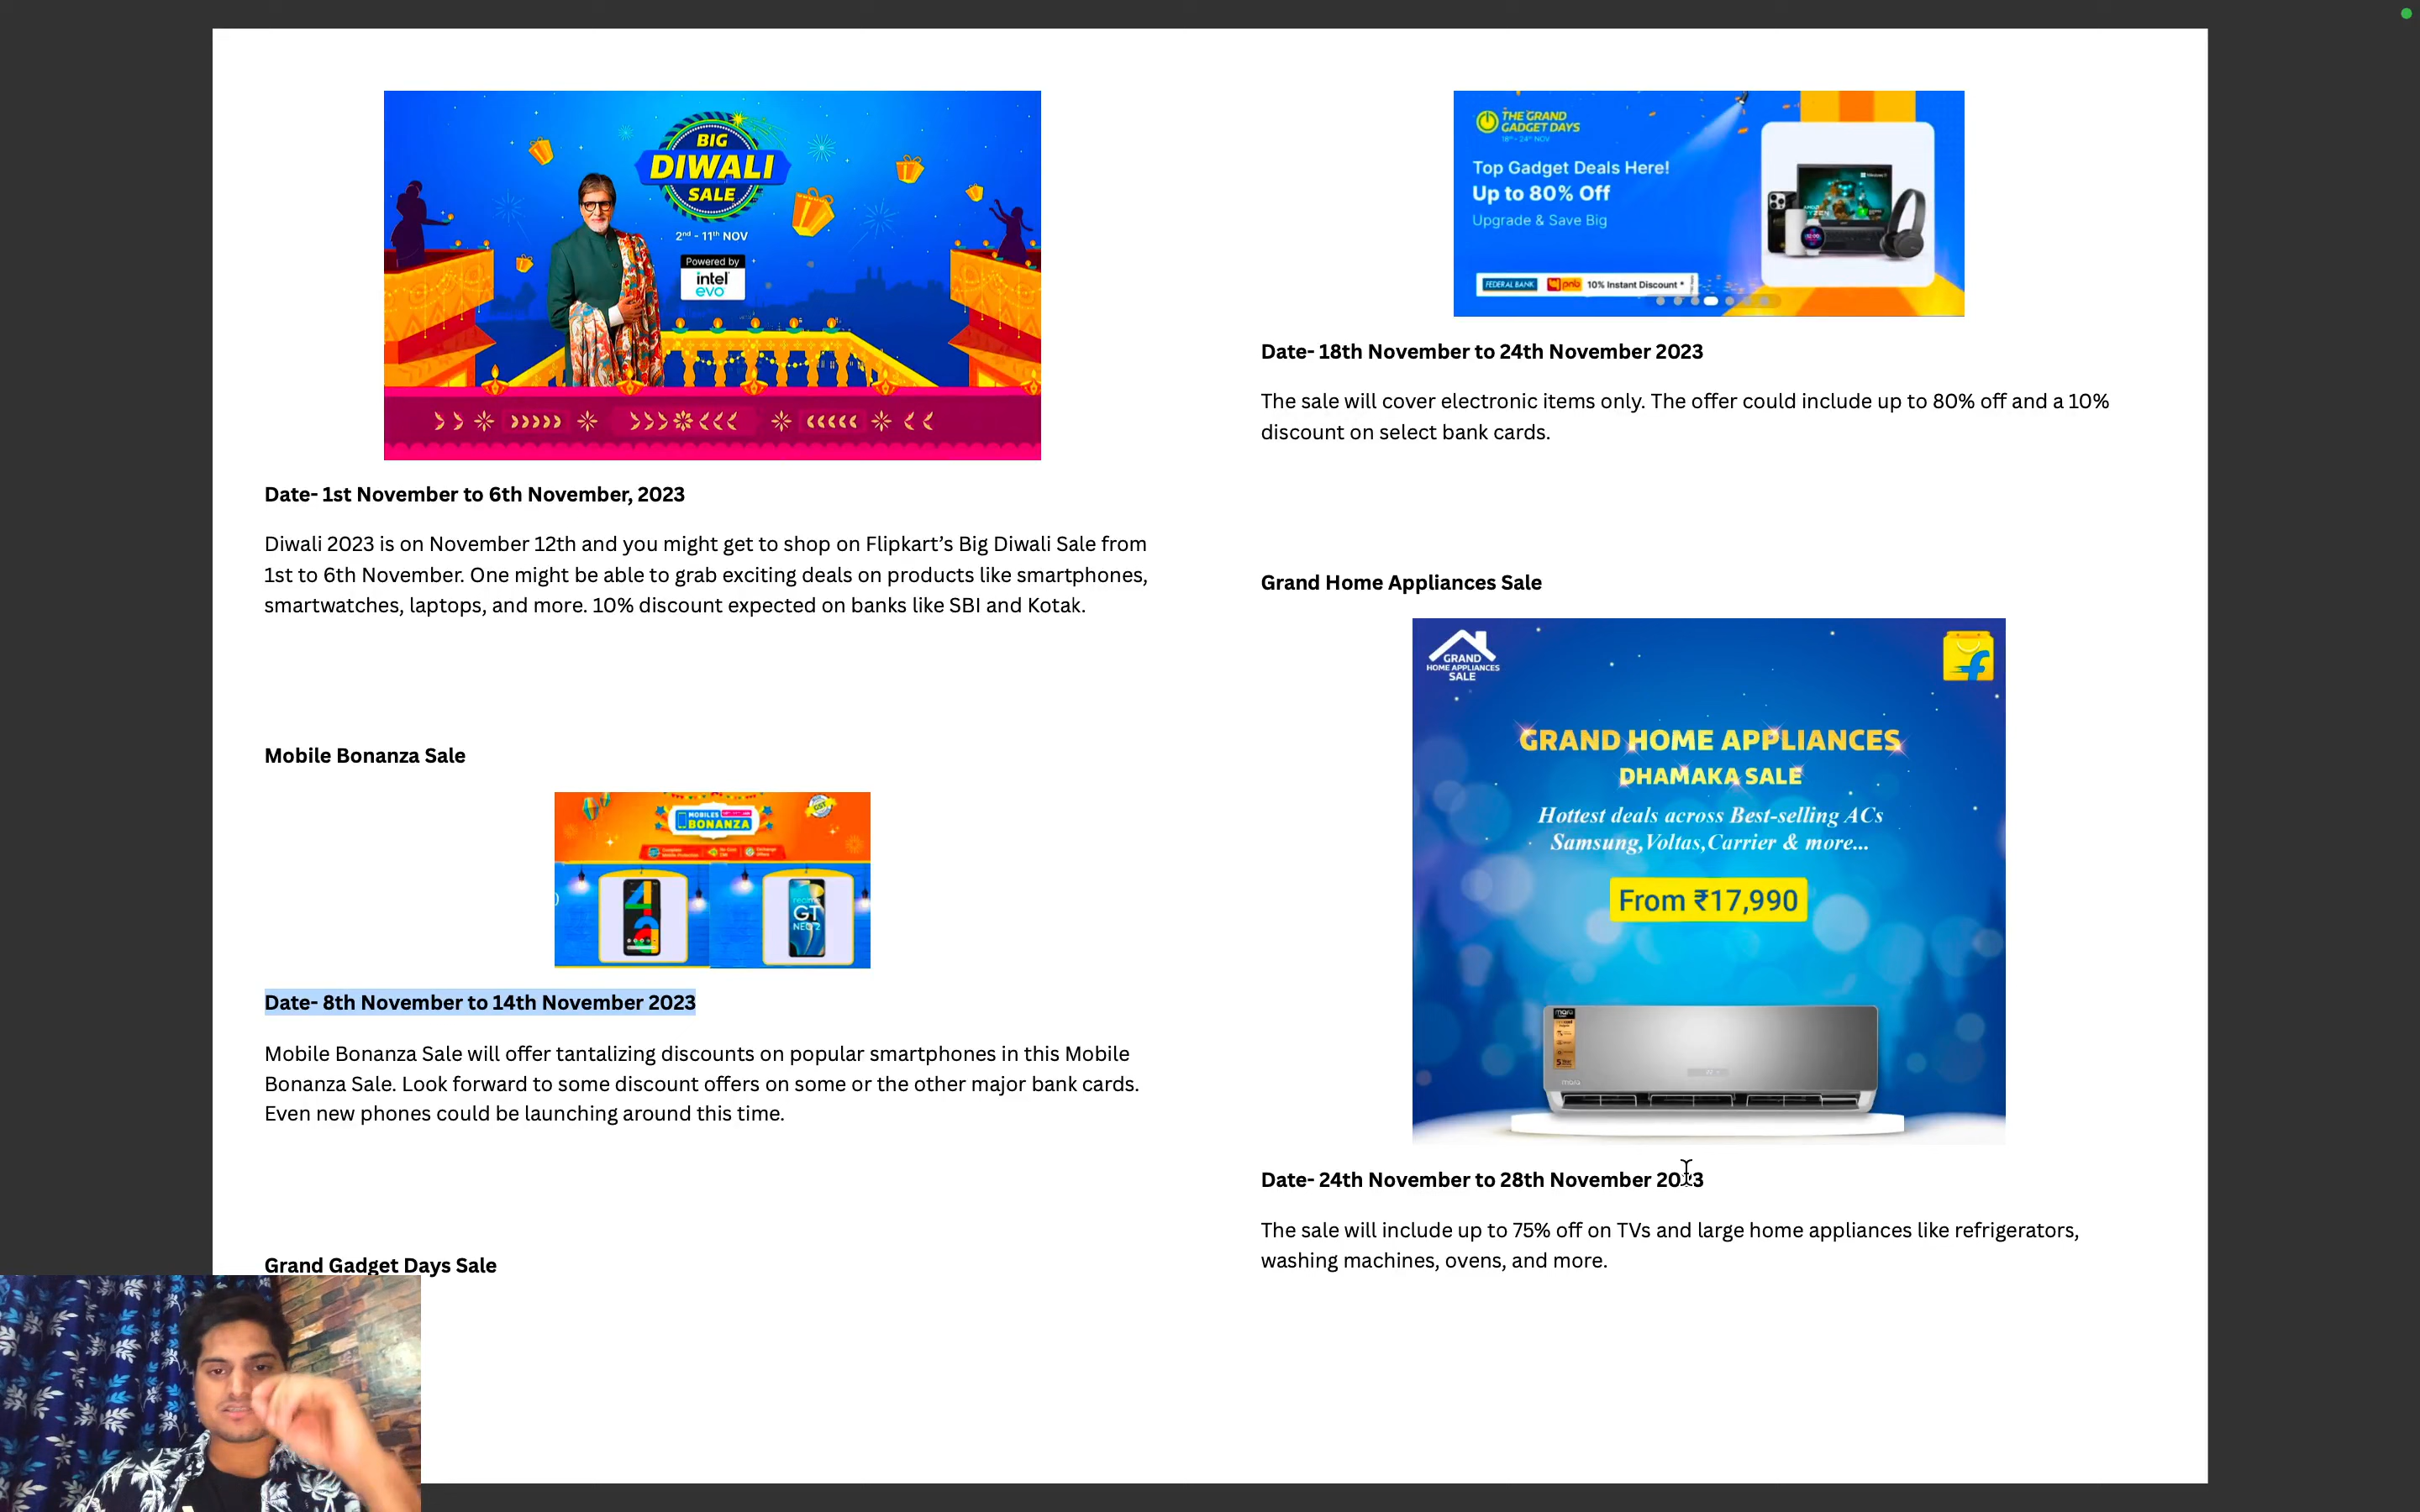 BIG
DIWALI
SALE
2nd - 11th NOV
Powered by
intel
evo
Date- 1st November to 6th November, 2023
Diwali 2023 is on November 12th and you might get to shop on Flipkart’s Big Diwali Sale from
1st to 6th November. One might be able to grab exciting deals on products like smartphones,
smartwatches, laptops, and more. 10% discount expected on banks like SBI and Kotak.
Mobile Bonanza Sale
MOBILES
BONANZA
GT
NEO 2
Date- 8th November to 14th November 2023
Mobile Bonanza Sale will offer tantalizing discounts on popular smartphones in this Mobile
Bonanza Sale. Look forward to some discount offers on some or the other major bank cards.
Even new phones could be launching around this time.
Grand Gadget Days Sale
THE GRAND
GADGET DAYS
18th - 24th NOV
Top Gadget Deals Here!
Up to 80% Off
Upgrade & Save Big
FEDERAL BANK pnb 10% Instant Discount *
Date- 18th November to 24th November 2023
The sale will cover electronic items only. The offer could include up to 80% off and a 10%
discount on select bank cards.
Grand Home Appliances Sale
GRAND
HOME APPLIANCES
SALE
GRAND HOME APPLIANCES
DHAMAKA SALE
Hottest deals across Best-selling ACs
Samsung,Voltas,Carrier & more...
From ₹17,990
Date- 24th November to 28th November 2023
The sale will include up to 75% off on TVs and large home appliances like refrigerators,
washing machines, ovens, and more.